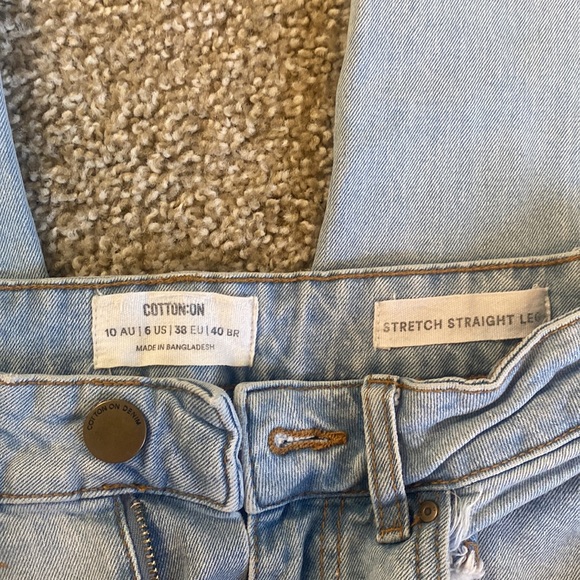 COTTON:ON
10 AU | 6 US | 38 EU | 40 BR
MADE IN BANGLADESH
STRETCH STRAIGHT LEG
COTTON ON DENIM